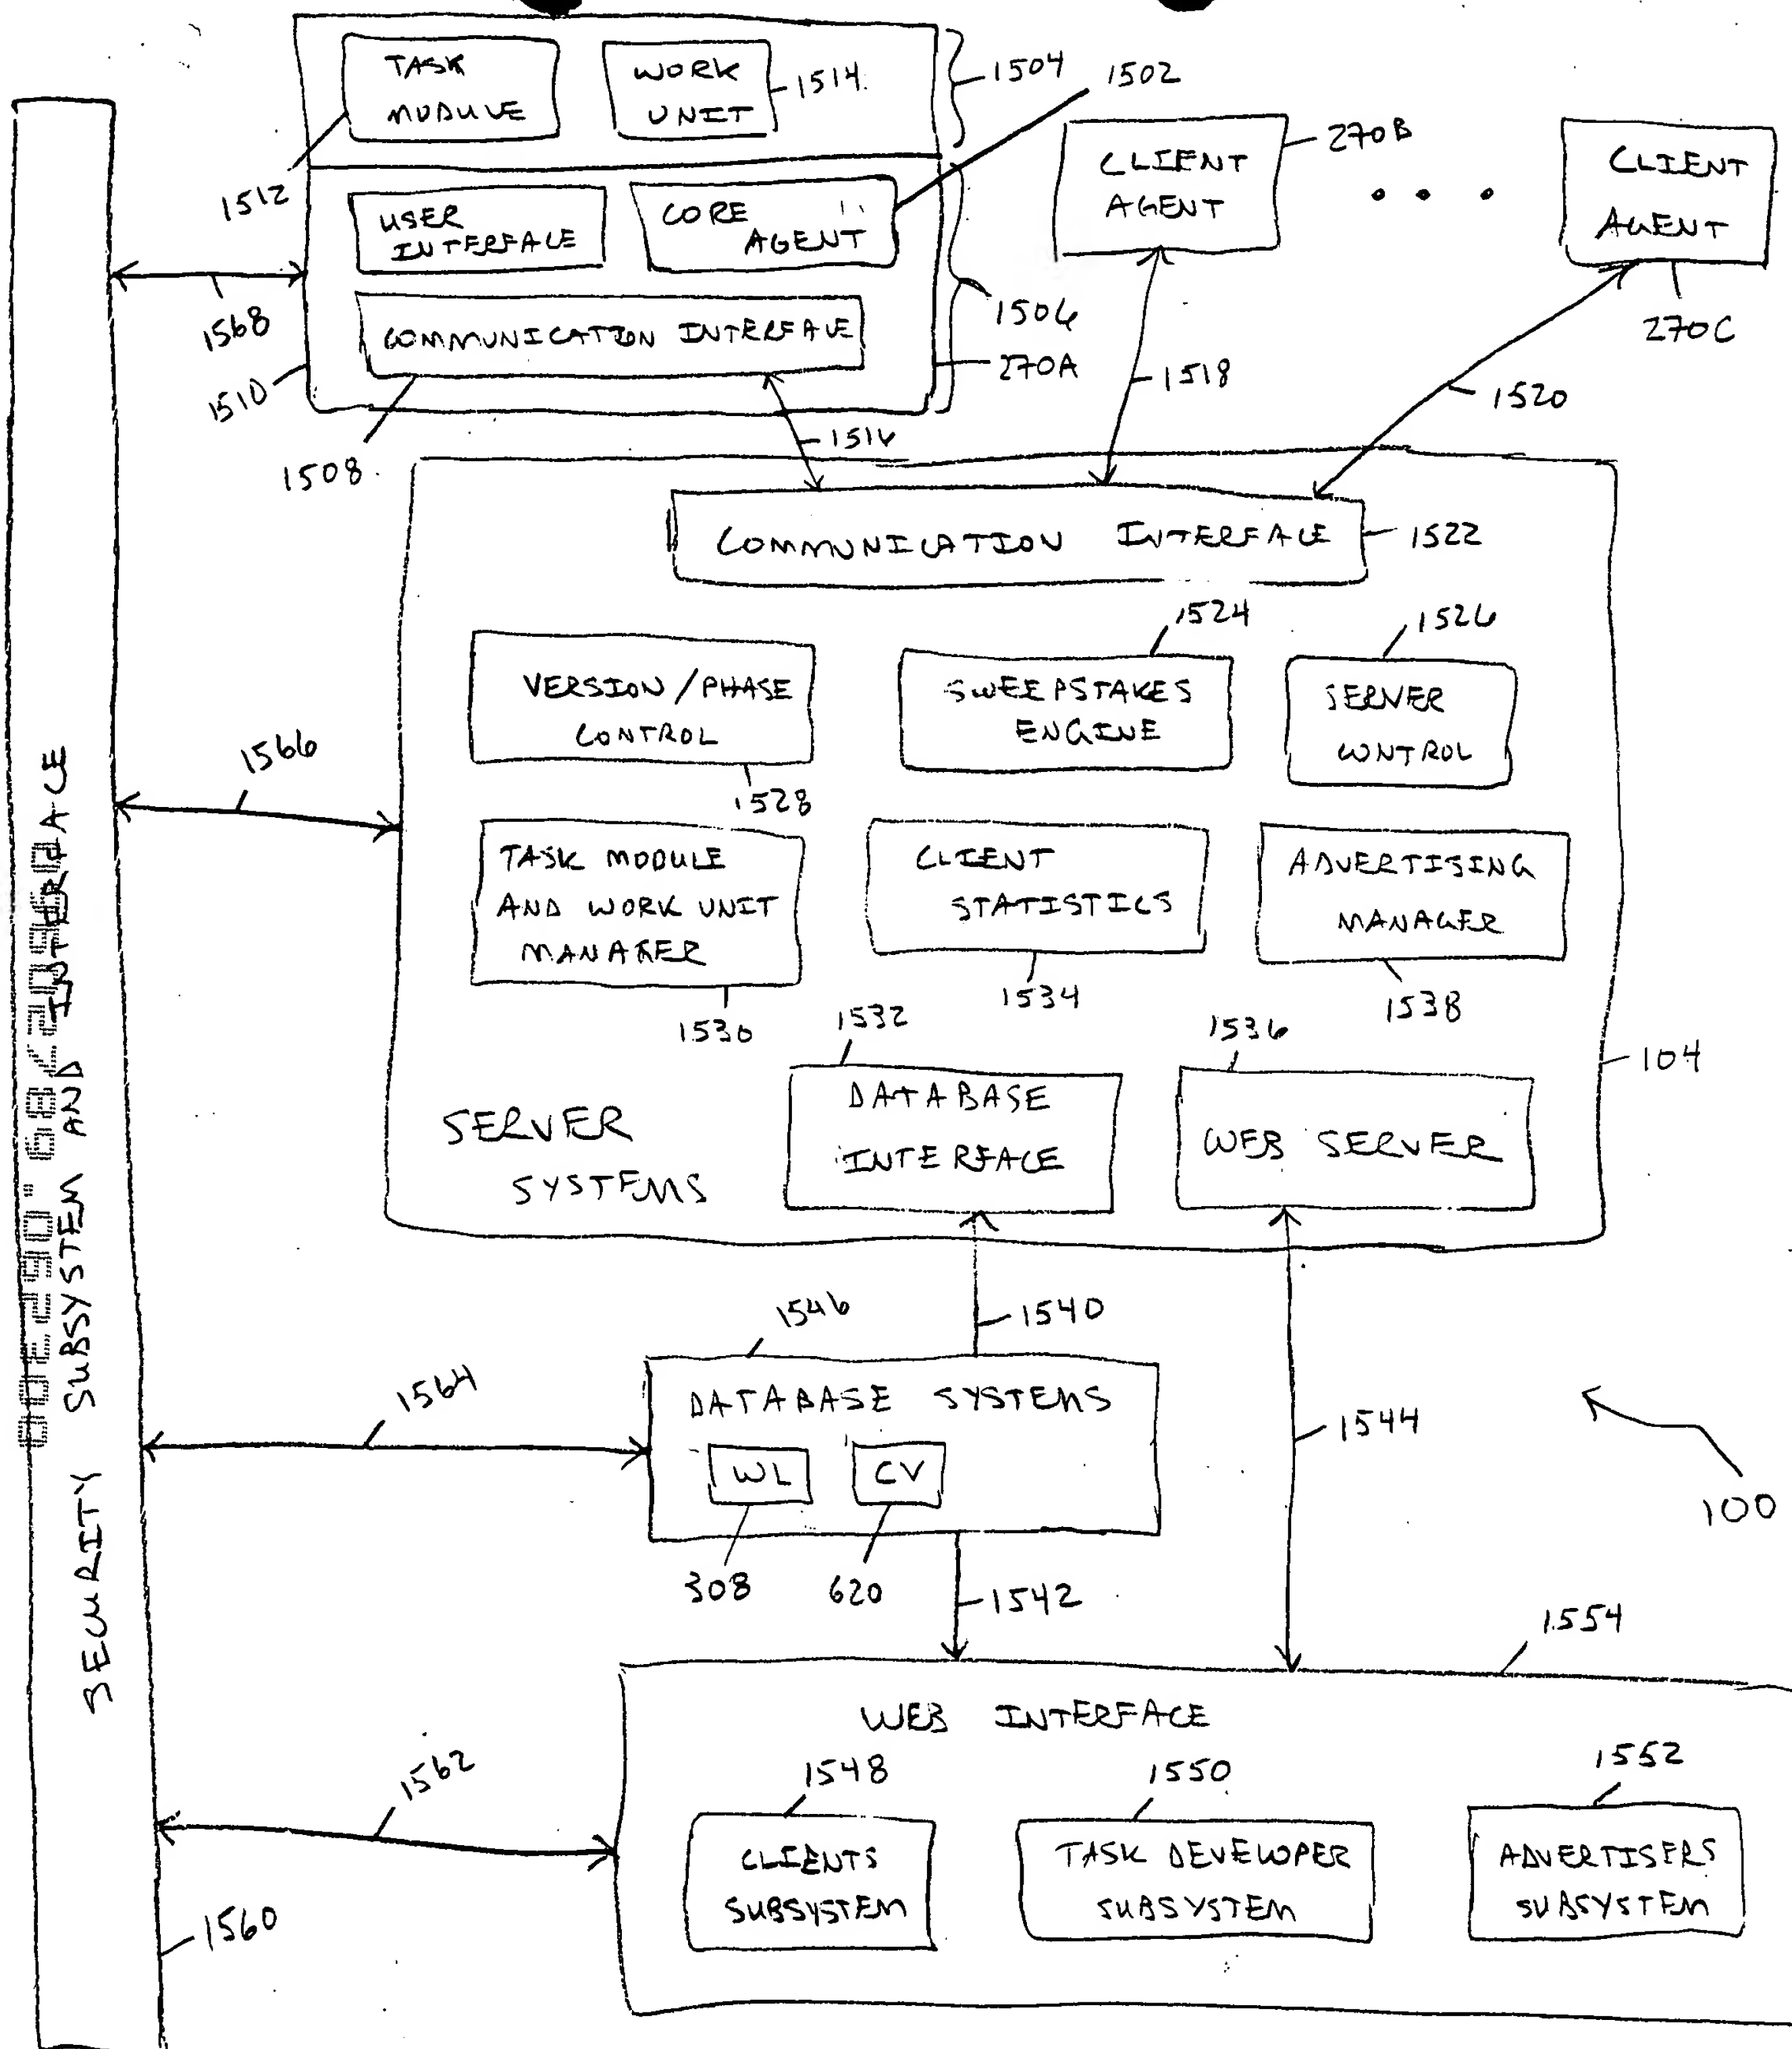 TASK
MODULE
WORK
UNIT
1514
1504
1502
1512
USER
INTERFACE
CORE
AGENT
COMMUNICATION INTERFACE
1506
270A
1568
1510
1508
CLIENT
AGENT
270B
CLIENT
AGENT
270C
1516
1518
1520
COMMUNICATION INTERFACE
1522
1524
1526
VERSION/PHASE
CONTROL
1528
SWEEPSTAKES
ENGINE
SERVER
CONTROL
1566
TASK MODULE
AND WORK UNIT
MANAGER
1530
CLIENT
STATISTICS
1534
ADVERTISING
MANAGER
1538
1532
1536
104
DATABASE
INTERFACE
WEB SERVER
SERVER
SYSTEMS
1546
1540
1544
1564
DATABASE SYSTEMS
WL
CV
308
620
1542
100
1554
WEB INTERFACE
1548
1550
1552
CLIENTS
SUBSYSTEM
TASK DEVELOPER
SUBSYSTEM
ADVERTISERS
SUBSYSTEM
1562
1560
SECURITY SUBSYSTEM AND INTERFACE